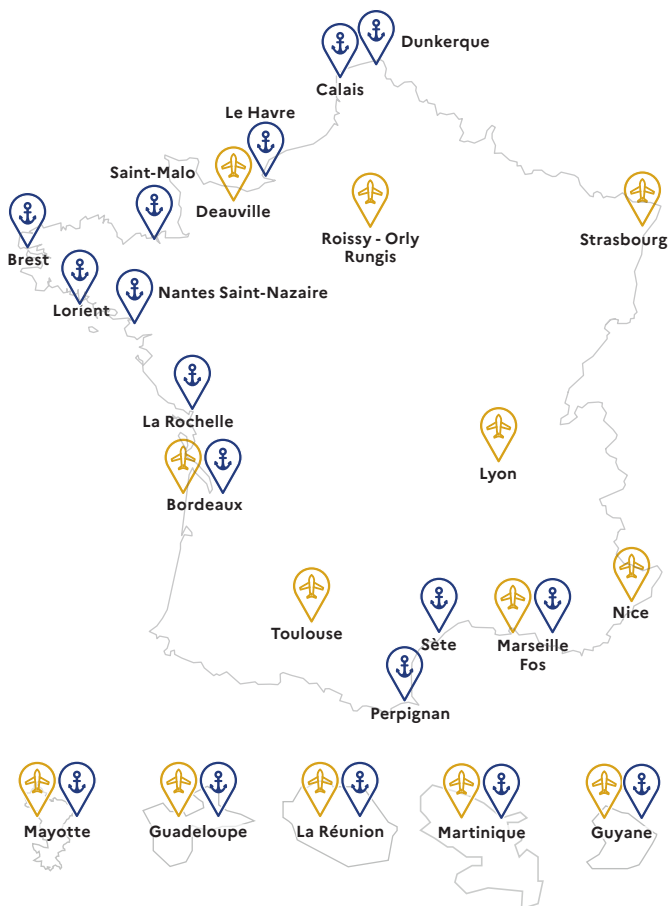 Dunkerque
Calais
Le Havre
Saint-Malo
Deauville
Roissy - Orly
Rungis
Strasbourg
Brest
Lorient
Nantes Saint-Nazaire
La Rochelle
Lyon
Bordeaux
Nice
Toulouse
Sète
Marseille
Fos
Perpignan
Mayotte
Guadeloupe
La Réunion
Martinique
Guyane